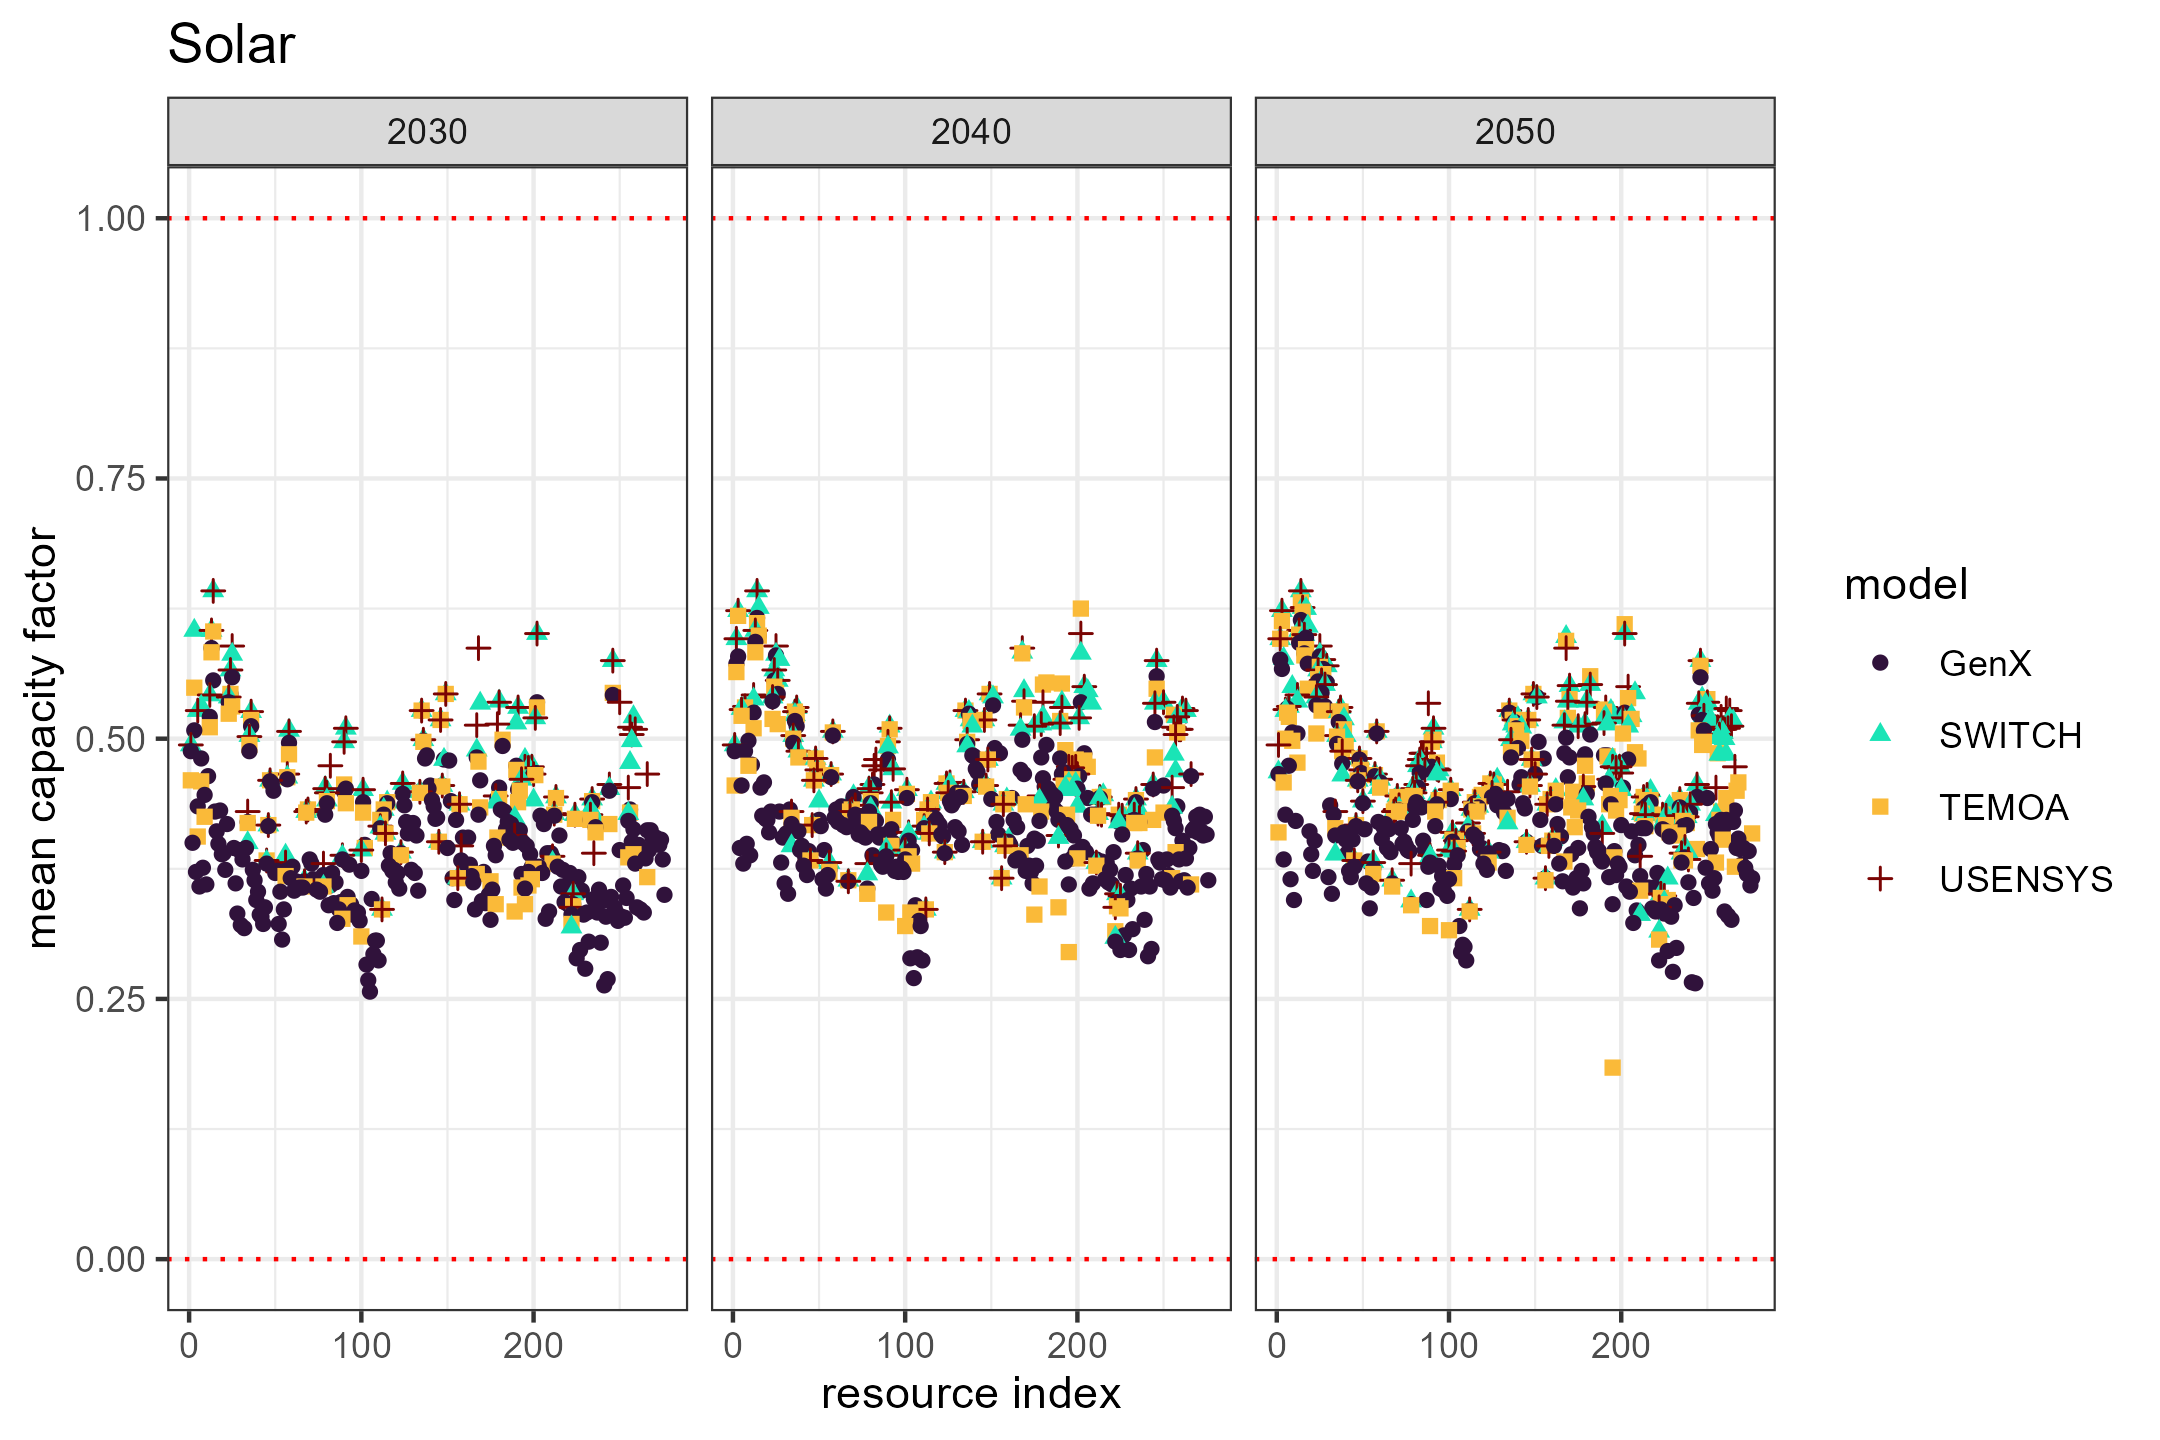 Solar
2030 2040 2050
1.00
0.75
0.50
0.25
0.00
mean capacity factor
0 100 200 0 100 200 0 100 200
resource index
model
GenX
SWITCH
TEMOA
USENSYS